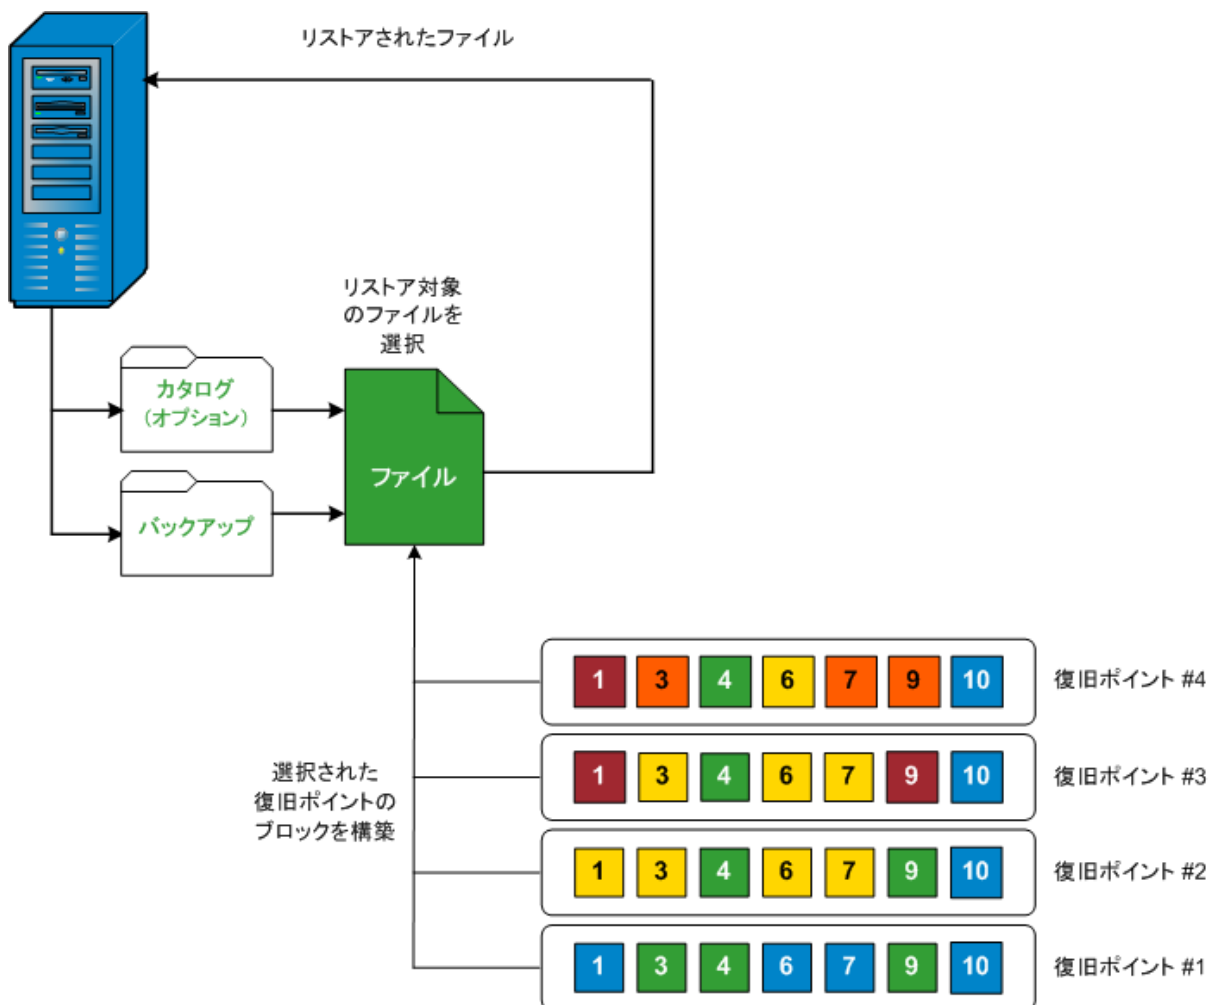 リストアされたファイル
リストア対象
のファイルを
選択
カタログ
(オプション)
ファイル
バックアップ
1 3 4 6 7 9 10 復旧ポイント #4
選択された
復旧ポイントの
ブロックを構築
1 3 4 6 7 9 10 復旧ポイント #3
1 3 4 6 7 9 10 復旧ポイント #2
1 3 4 6 7 9 10 復旧ポイント #1